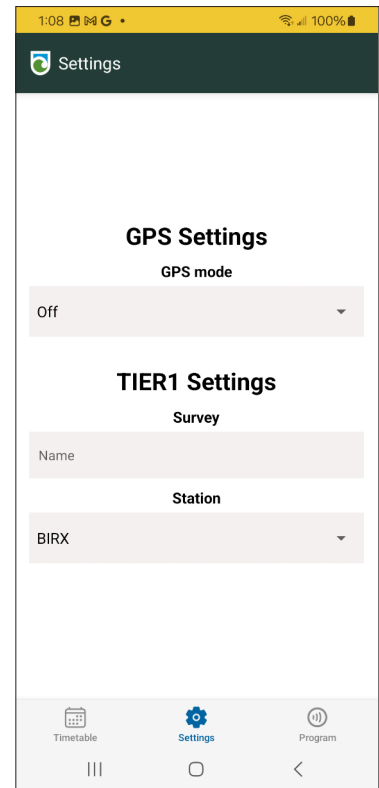 1:08 G 100%
Settings
GPS Settings
GPS mode
Off
TIER1 Settings
Survey
Name
Station
BIRX
Timetable Settings Program